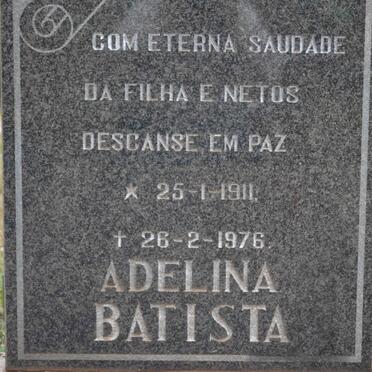 COM ETERNA SAUDADE
DA FILHA E NETOS
DESCANSE EM PAZ
* 25-1-1911.
† 26-2-1976.
ADELINA
BATISTA